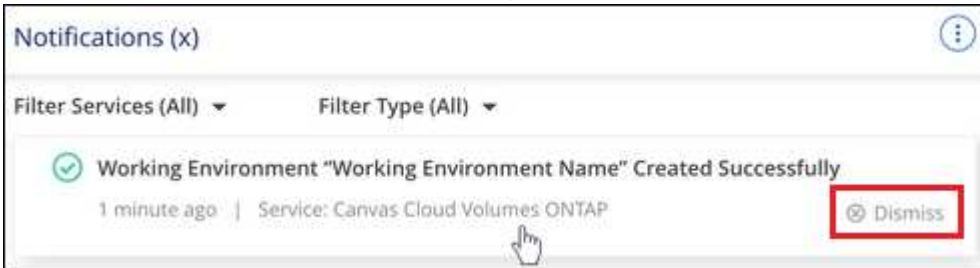 Notifications (x)
Filter Services (All) Filter Type (All)
Working Environment “Working Environment Name” Created Successfully
1 minute ago | Service: Canvas Cloud Volumes ONTAP Dismiss